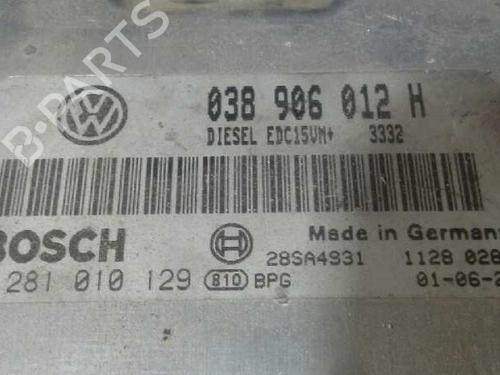 B-PARTS
038 906 012 H
DIESEL EDC15VM+ 3332
BOSCH
Made in Germany
281 010 129 810 BPG
28SA4931 1128 028
01-06-2